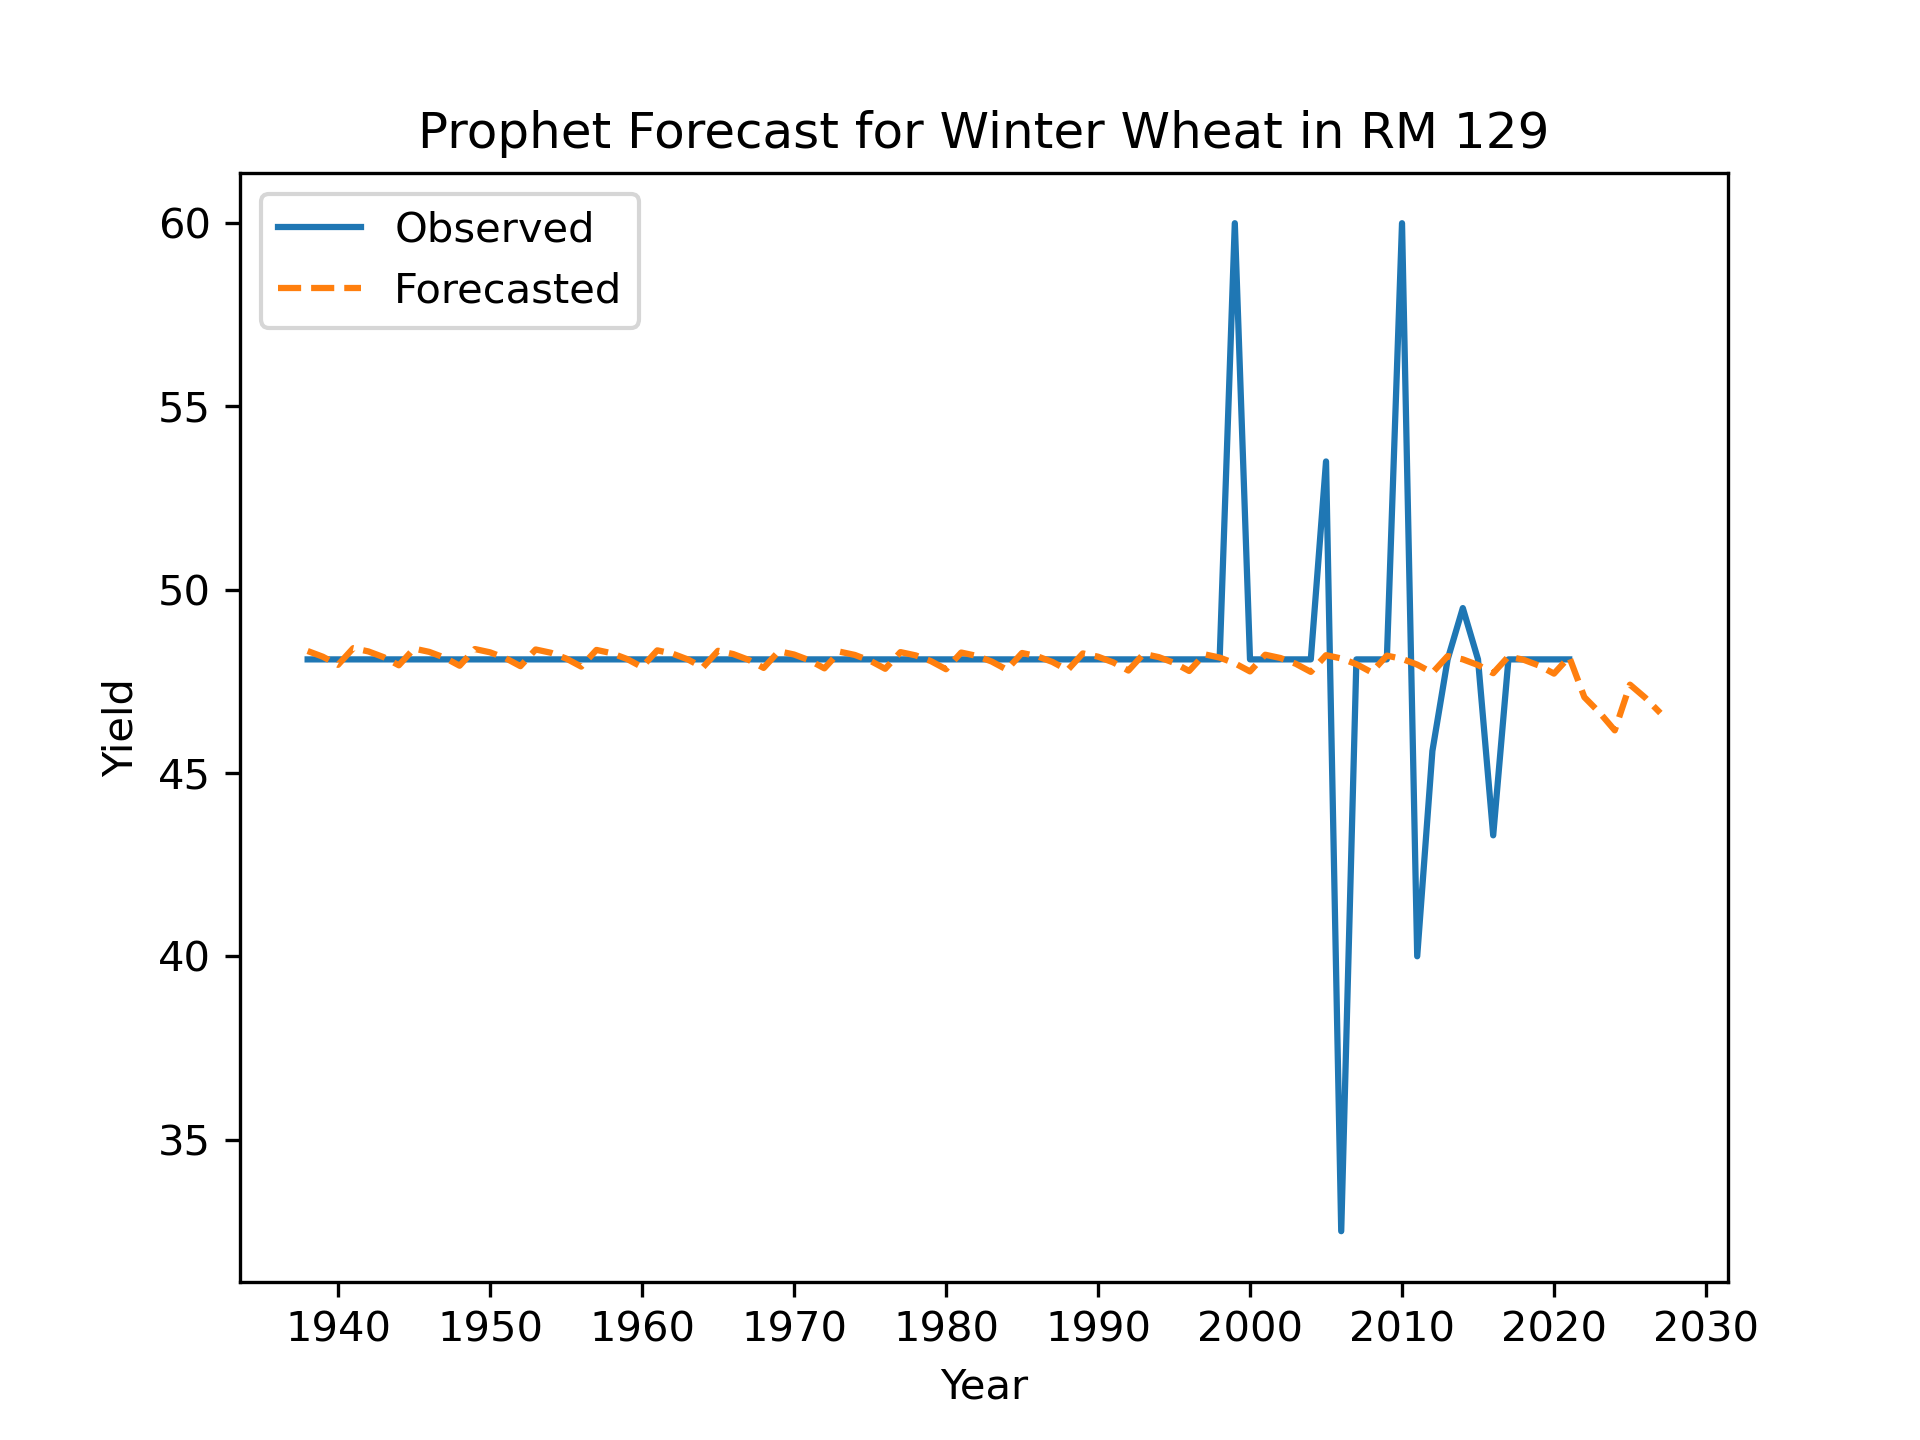 Prophet Forecast for Winter Wheat in RM 129
Observed
Forecasted
60
55
50
45
40
35
Yield
1940 1950 1960 1970 1980 1990 2000 2010 2020 2030
Year